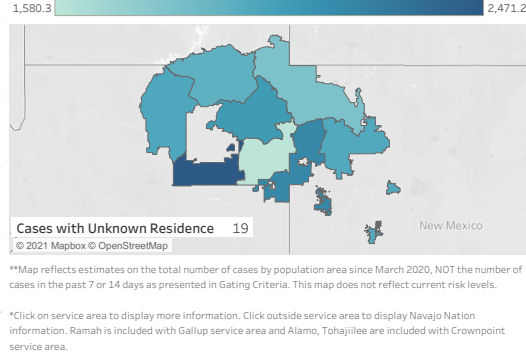 1,580.3
2,471.2
New Mexico
Cases with Unknown Residence 19
© 2021 Mapbox © OpenStreetMap
**Map reflects estimates on the total number of cases by population area since March 2020, NOT the number of
cases in the past 7 or 14 days as presented in Gating Criteria. This map does not reflect current risk levels.
*Click on service area to display more information. Click outside service area to display Navajo Nation
information. Ramah is included with Gallup service area and Alamo, Tohajiilee are included with Crownpoint
service area.